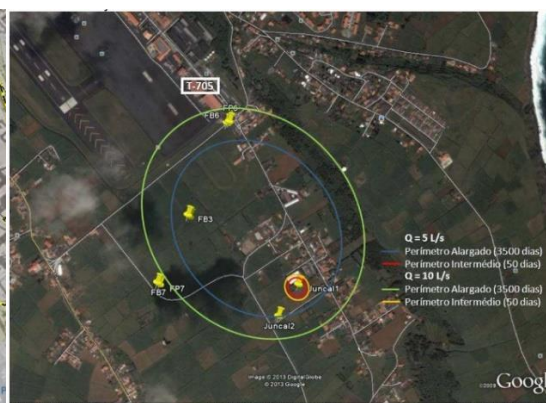 T-705
FP6
FB6
FB3
FB7 FP7
Juncal1
Juncal2
Q = 5 L/s
Perímetro Alargado (3500 dias)
Perímetro Intermédio (50 dias)
Q = 10 L/s
Perímetro Alargado (3500 dias)
Perímetro Intermédio (50 dias)
Image © 2013 DigitalGlobe
© 2013 Google
Google